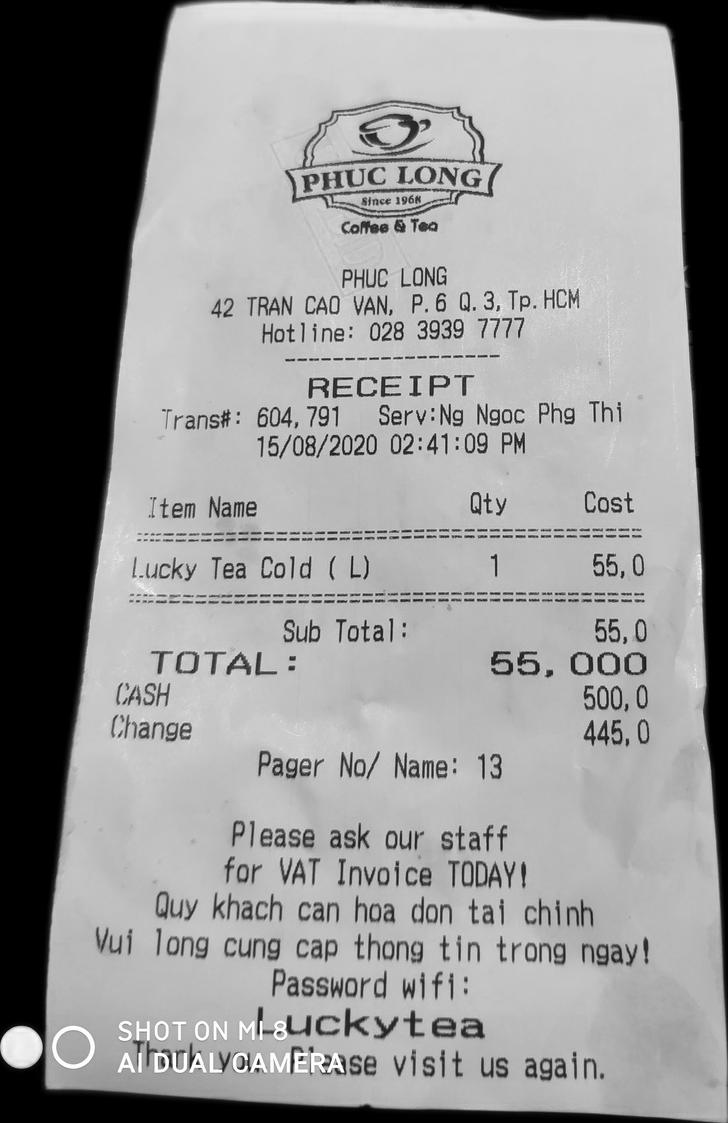 PHUC LONG
Since 1968
Coffee & Tea
PHUC LONG
42 TRAN CAO VAN, P.6 Q.3, Tp.HCM
Hotline: 028 3939 7777
--------------------
RECEIPT
Trans#: 604,791 Serv:Ng Ngoc Phg Thi
15/08/2020 02:41:09 PM
Item Name Qty Cost
Lucky Tea Cold ( L) 1 55,0
Sub Total: 55,0
TOTAL: 55,000
CASH 500,0
Change 445,0
Pager No/ Name: 13
Please ask our staff
for VAT Invoice TODAY!
Quy khach can hoa don tai chinh
Vui long cung cap thong tin trong ngay!
Password wifi:
Luckytea
Thank you. Please visit us again.
SHOT ON MI 8
AI DUAL CAMERA